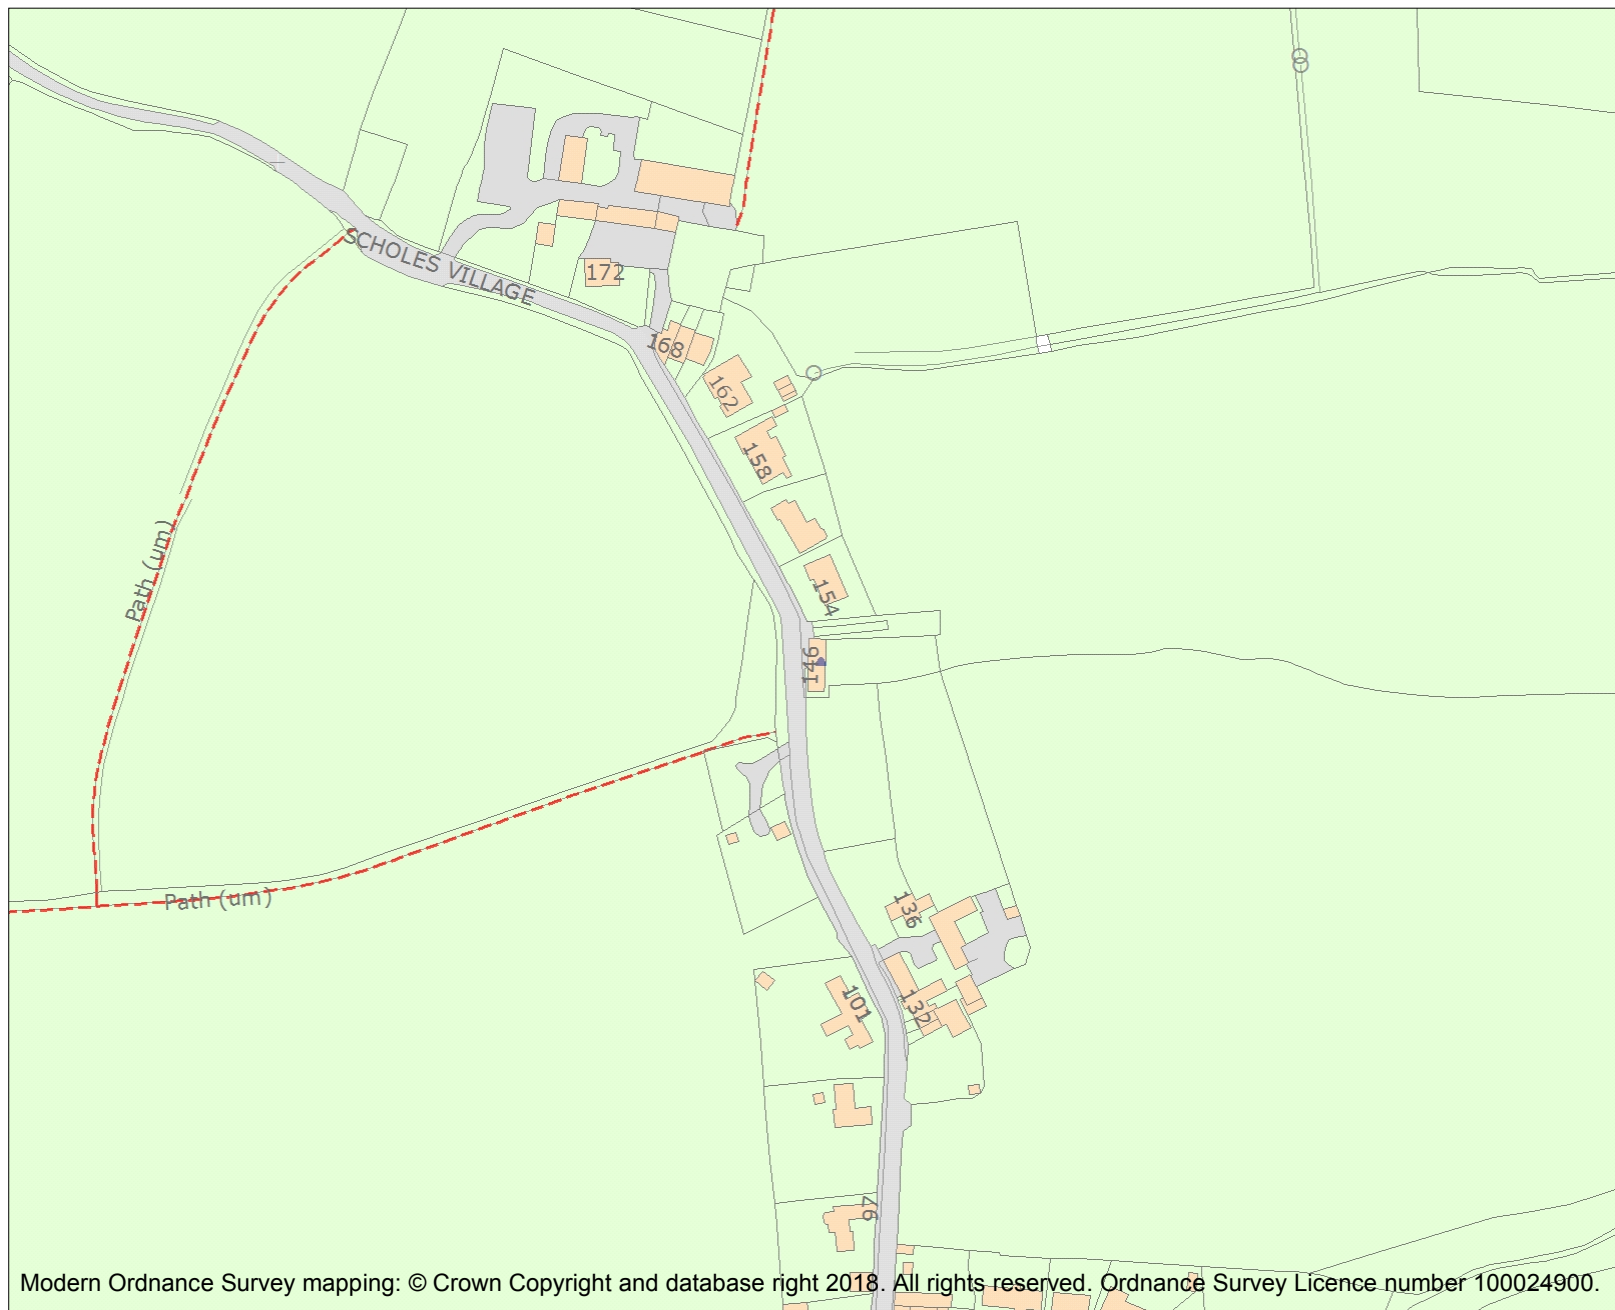 SCHOLES VILLAGE
172
168
162
158
Path (um)
154
146
Path (um)
136
101
132
97
Modern Ordnance Survey mapping: © Crown Copyright and database right 2018. All rights reserved. Ordnance Survey Licence number 100024900.